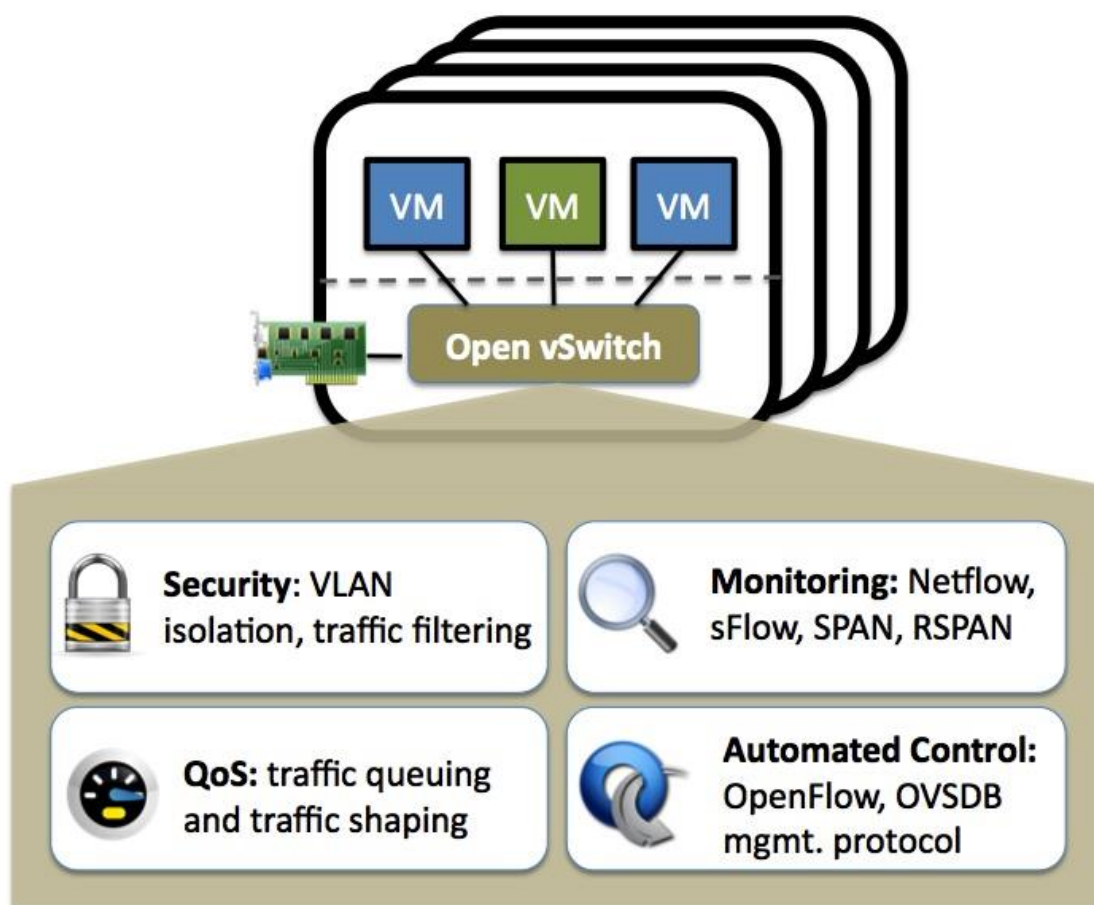 VM VM VM
Open vSwitch
Security: VLAN
isolation, traffic filtering
Monitoring: Netflow,
sFlow, SPAN, RSPAN
QoS: traffic queuing
and traffic shaping
Automated Control:
OpenFlow, OVSDB
mgmt. protocol